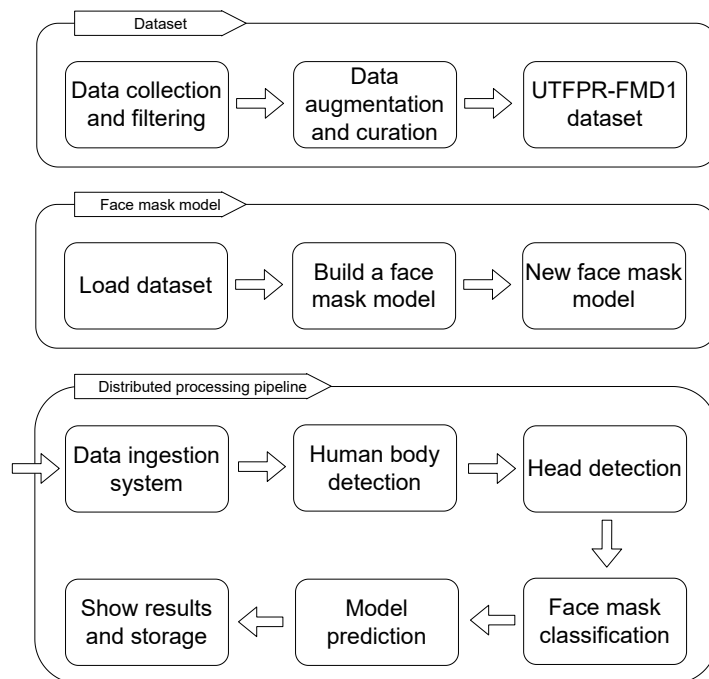 Dataset
Data collection
and filtering
Data
augmentation
and curation
UTFPR-FMD1
dataset
Face mask model
Load dataset
Build a face
mask model
New face mask
model
Distributed processing pipeline
Data ingestion
system
Human body
detection
Head detection
Show results
and storage
Model
prediction
Face mask
classification